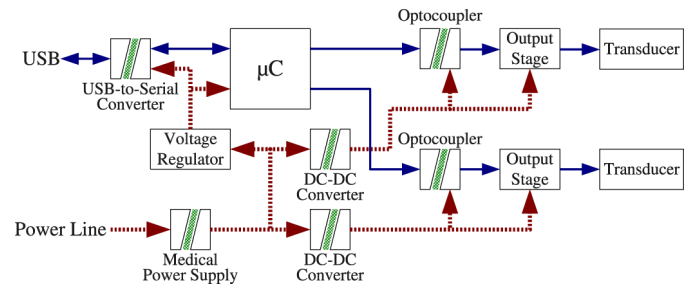 Optocoupler
USB
USB-to-Serial
Converter
µC
Output
Stage
Transducer
Voltage
Regulator
DC-DC
Converter
Optocoupler
Output
Stage
Transducer
Power Line
Medical
Power Supply
DC-DC
Converter